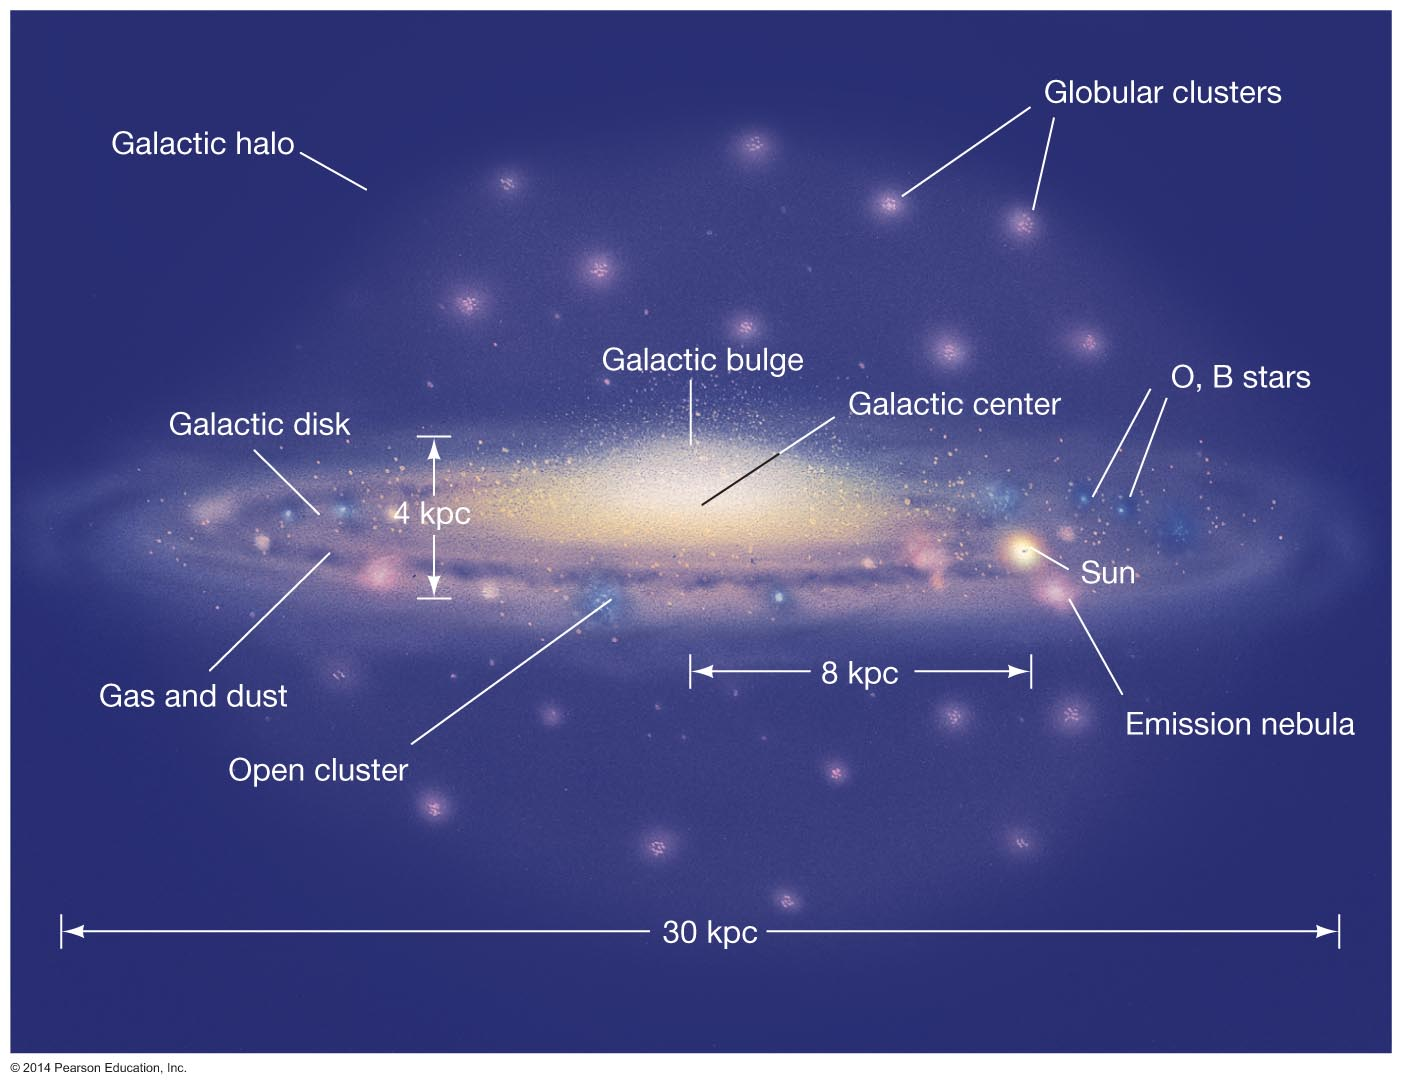 Globular clusters
Galactic halo
Galactic bulge
O, B stars
Galactic center
Galactic disk
4 kpc
Sun
8 kpc
Gas and dust
Emission nebula
Open cluster
30 kpc
© 2014 Pearson Education, Inc.